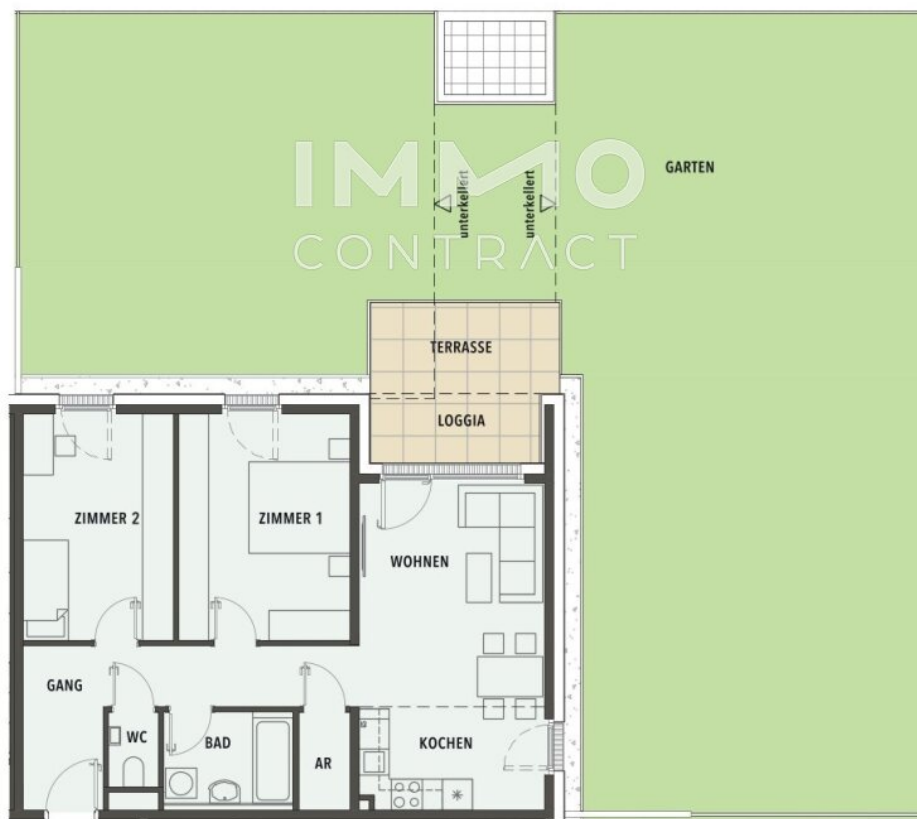 IMMO
CONTRACT
GARTEN
unterkellert
unterkellert
TERRASSE
LOGGIA
ZIMMER 2
ZIMMER 1
WOHNEN
GANG
WC
BAD
AR
KOCHEN